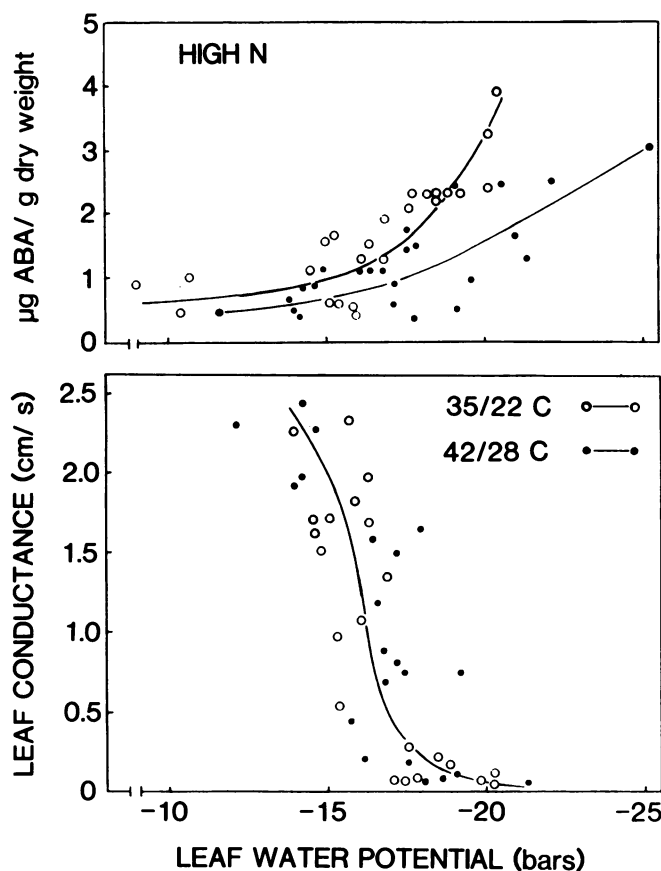 HIGH N
µg ABA/ g dry weight
5
4
3
2
1
0
LEAF CONDUCTANCE (cm/ s)
2.5
2.0
1.5
1.0
0.5
0
35/22 C
42/28 C
-10
-15
-20
-25
LEAF WATER POTENTIAL (bars)